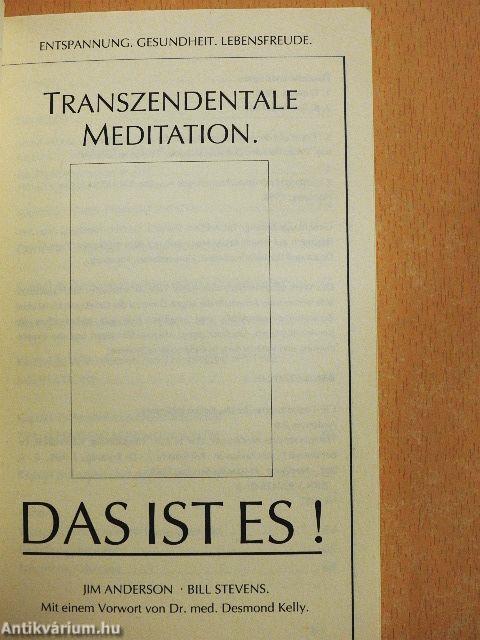 ENTSPANNUNG. GESUNDHEIT. LEBENSFREUDE.
TRANSZENDENTALE
MEDITATION.
DAS IST ES !
JIM ANDERSON · BILL STEVENS.
Mit einem Vorwort von Dr. med. Desmond Kelly.
Antikvárium.hu